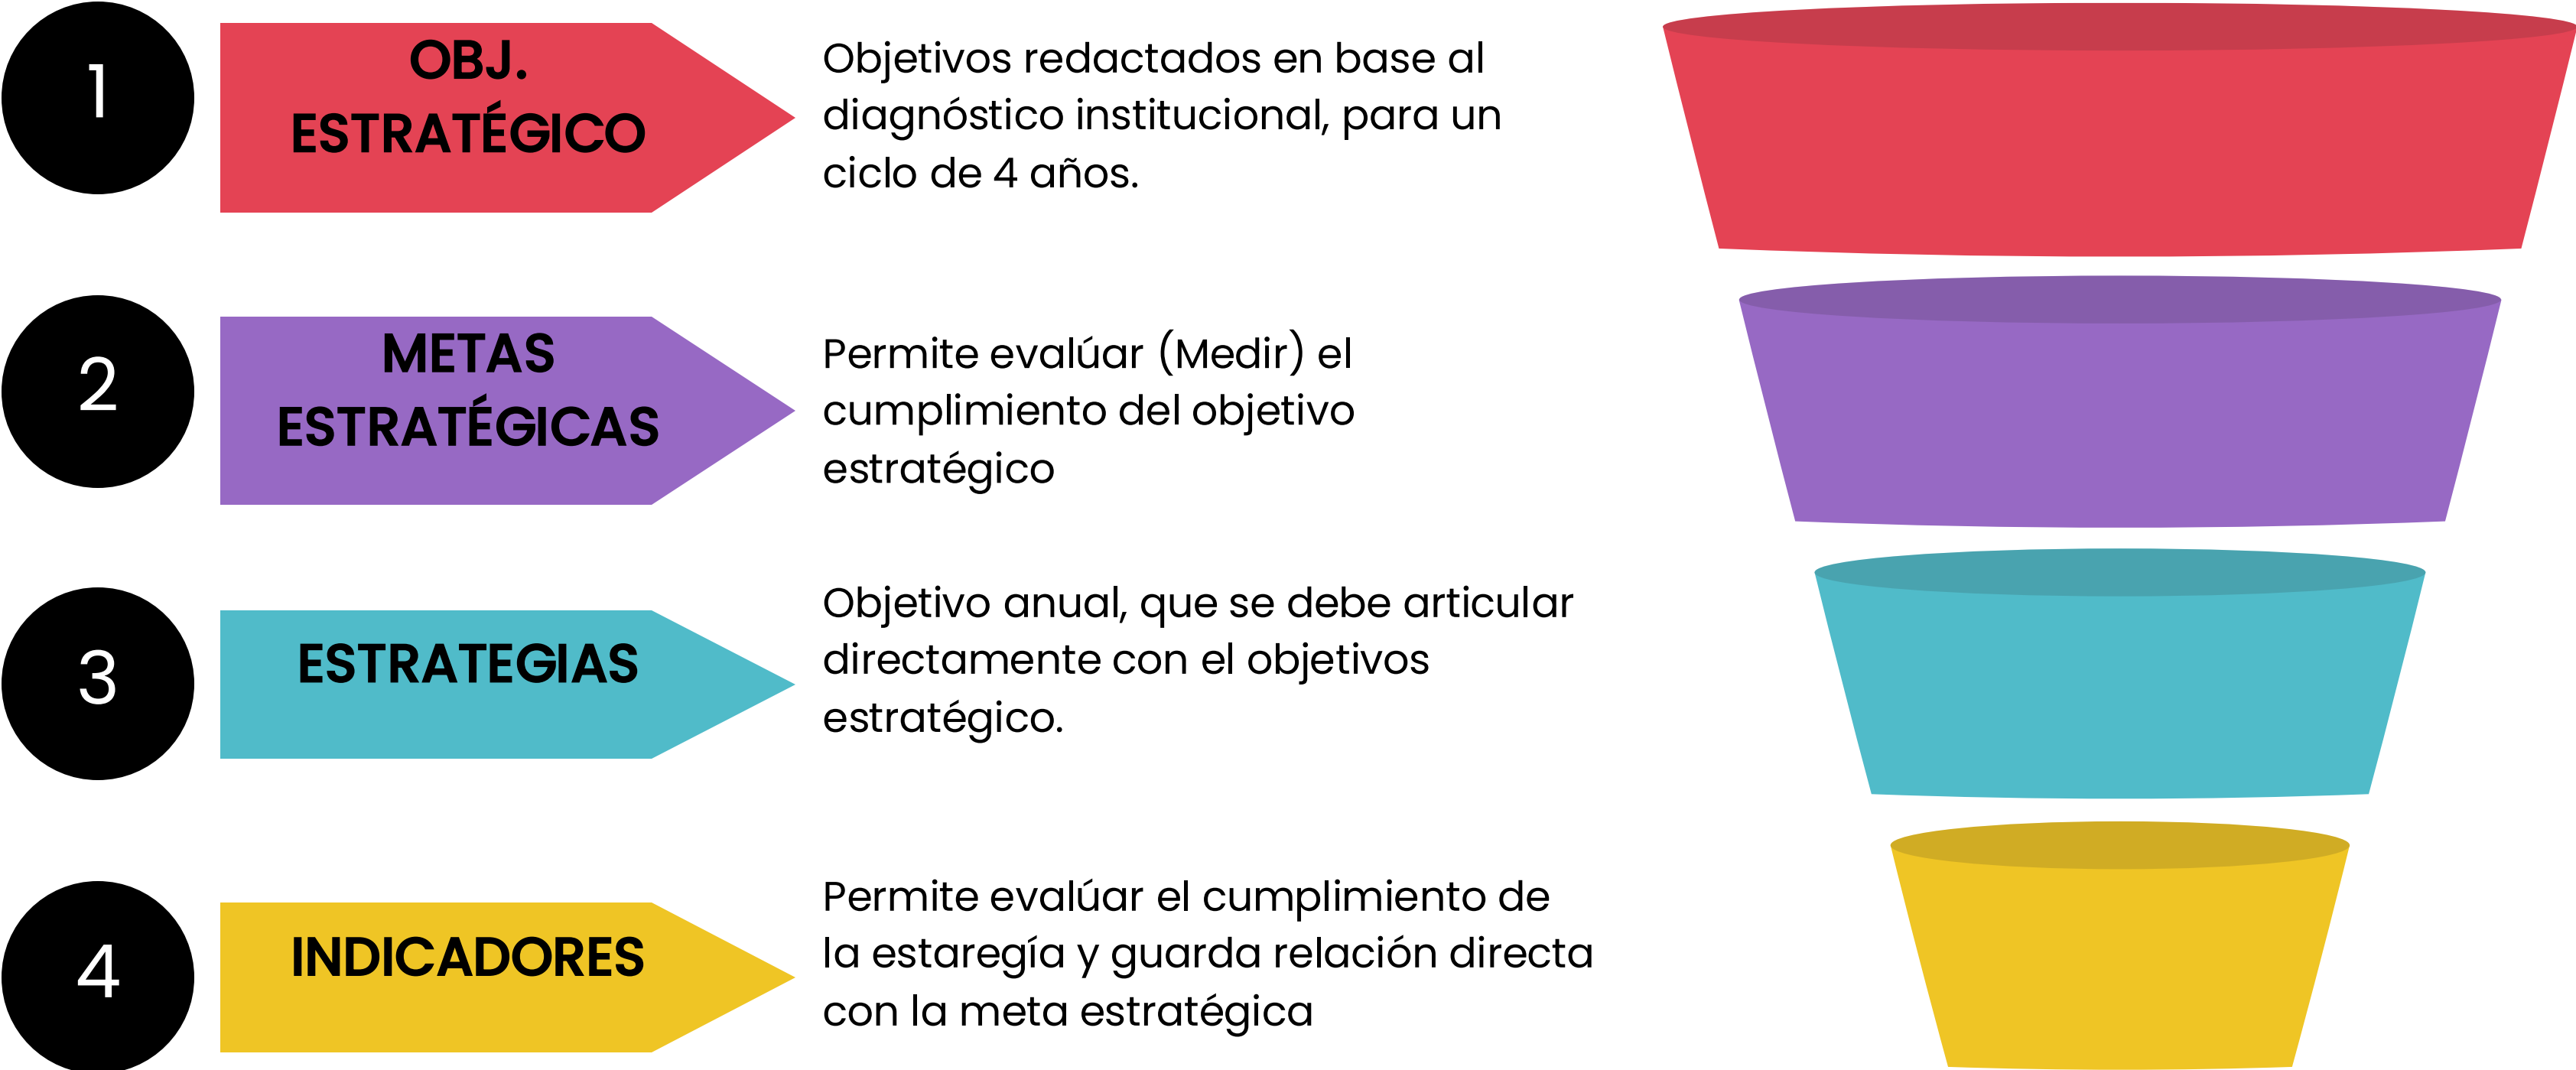 1
OBJ.
ESTRATÉGICO
Objetivos redactados en base al
diagnóstico institucional, para un
ciclo de 4 años.
2
METAS
ESTRATÉGICAS
Permite evalúar (Medir) el
cumplimiento del objetivo
estratégico
3
ESTRATEGIAS
Objetivo anual, que se debe articular
directamente con el objetivos
estratégico.
4
INDICADORES
Permite evalúar el cumplimiento de
la estaregía y guarda relación directa
con la meta estratégica